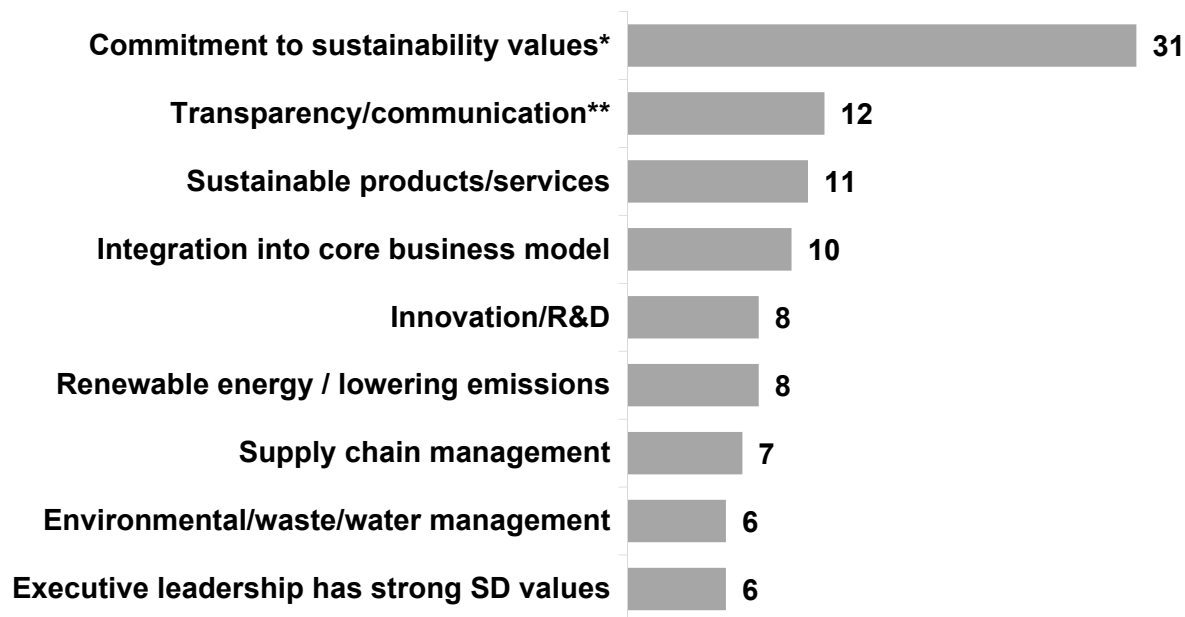 Commitment to sustainability values* 31
Transparency/communication** 12
Sustainable products/services 11
Integration into core business model 10
Innovation/R&D 8
Renewable energy / lowering emissions 8
Supply chain management 7
Environmental/waste/water management 6
Executive leadership has strong SD values 6